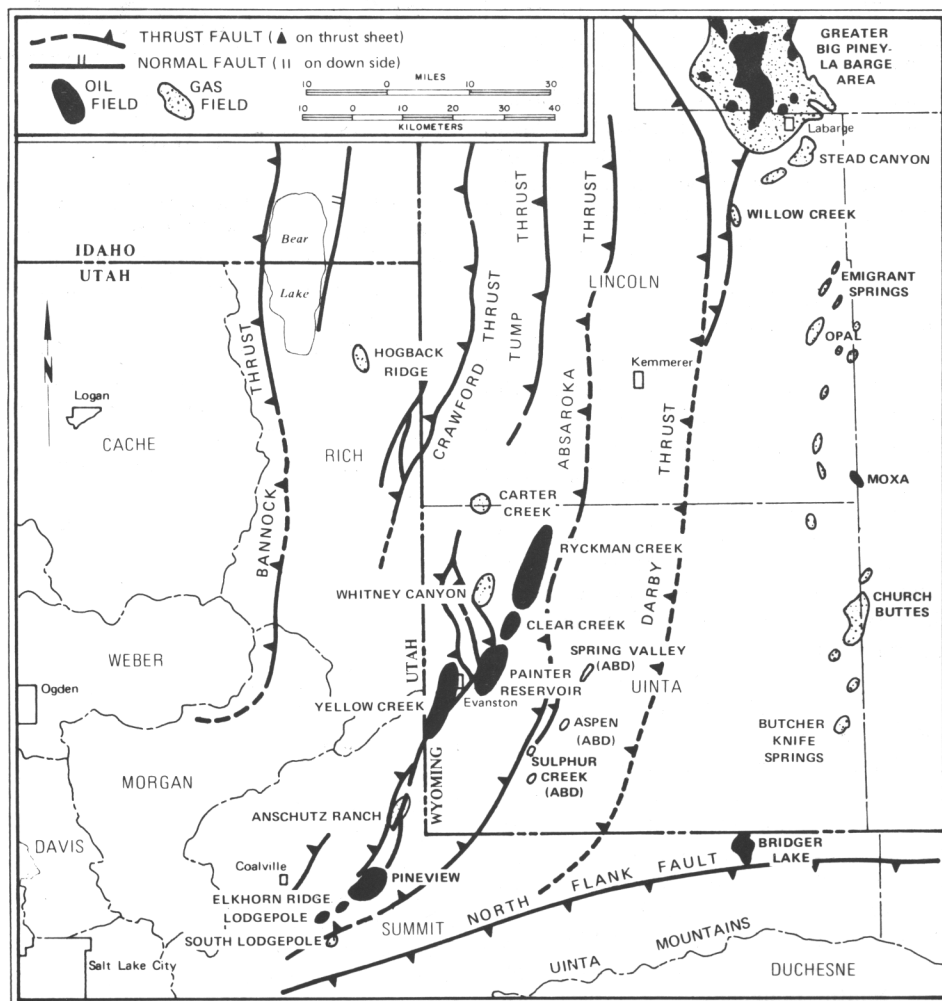 THRUST FAULT (▲ on thrust sheet)
NORMAL FAULT (II on down side)
OIL
FIELD
GAS
FIELD
MILES
10 0 10 20 30
10 0 10 20 30 40
KILOMETERS
GREATER
BIG PINEY-
LA BARGE
AREA
Labarge
STEAD CANYON
WILLOW CREEK
IDAHO
UTAH
Bear
Lake
THRUST
THRUST
THRUST
THRUST
TUMP
LINCOLN
EMIGRANT
SPRINGS
OPAL
N
HOGBACK
RIDGE
Kemmerer
Logan
CACHE
RICH
CRAWFORD
ABSAROKA
THRUST
BANNOCK
CARTER
CREEK
MOXA
RYCKMAN CREEK
WHITNEY CANYON
DARBY
CHURCH
BUTTES
CLEAR CREEK
WEBER
UTAH
SPRING VALLEY
(ABD)
PAINTER
RESERVOIR
UINTA
Ogden
YELLOW CREEK
Evanston
ASPEN
(ABD)
BUTCHER
KNIFE
SPRINGS
SULPHUR
CREEK
(ABD)
MORGAN
WYOMING
ANSCHUTZ RANCH
DAVIS
BRIDGER
LAKE
Coalville
PINEVIEW
ELKHORN RIDGE
LODGEPOLE
SUMMIT
NORTH FLANK FAULT
SOUTH LODGEPOLE
Salt Lake City
UINTA MOUNTAINS
DUCHESNE